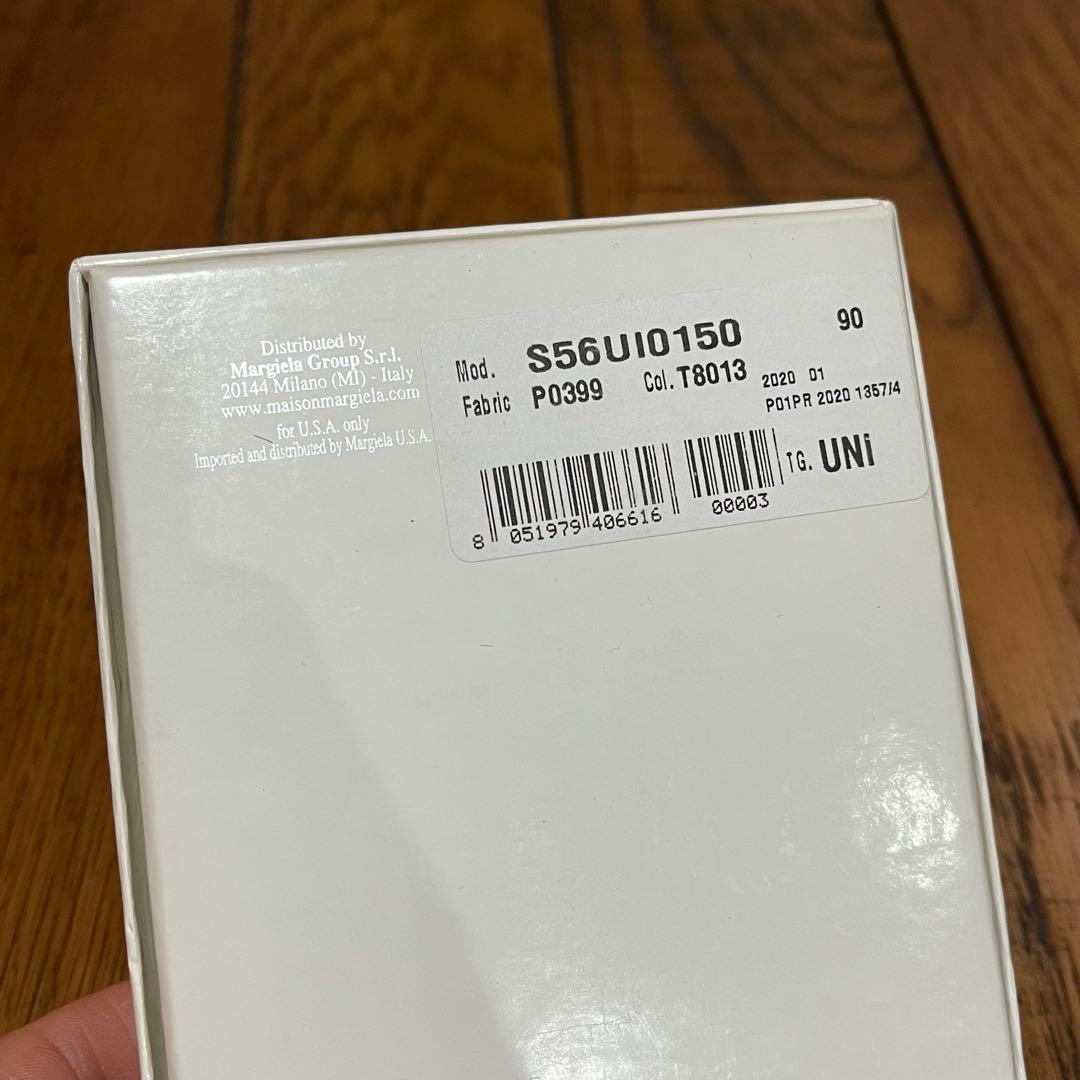 Distributed by
Margiela Group S.r.l.
20144 Milano (MI) - Italy
www.maisonmargiela.com
for U.S.A. only
Imported and distributed by Margiela U.S.A.
Mod. S56UI0150 90
Fabric P0399 Col. T8013 2020 01
P01PR 2020 1357/4
TG. UNi
8 051979 406616 00003